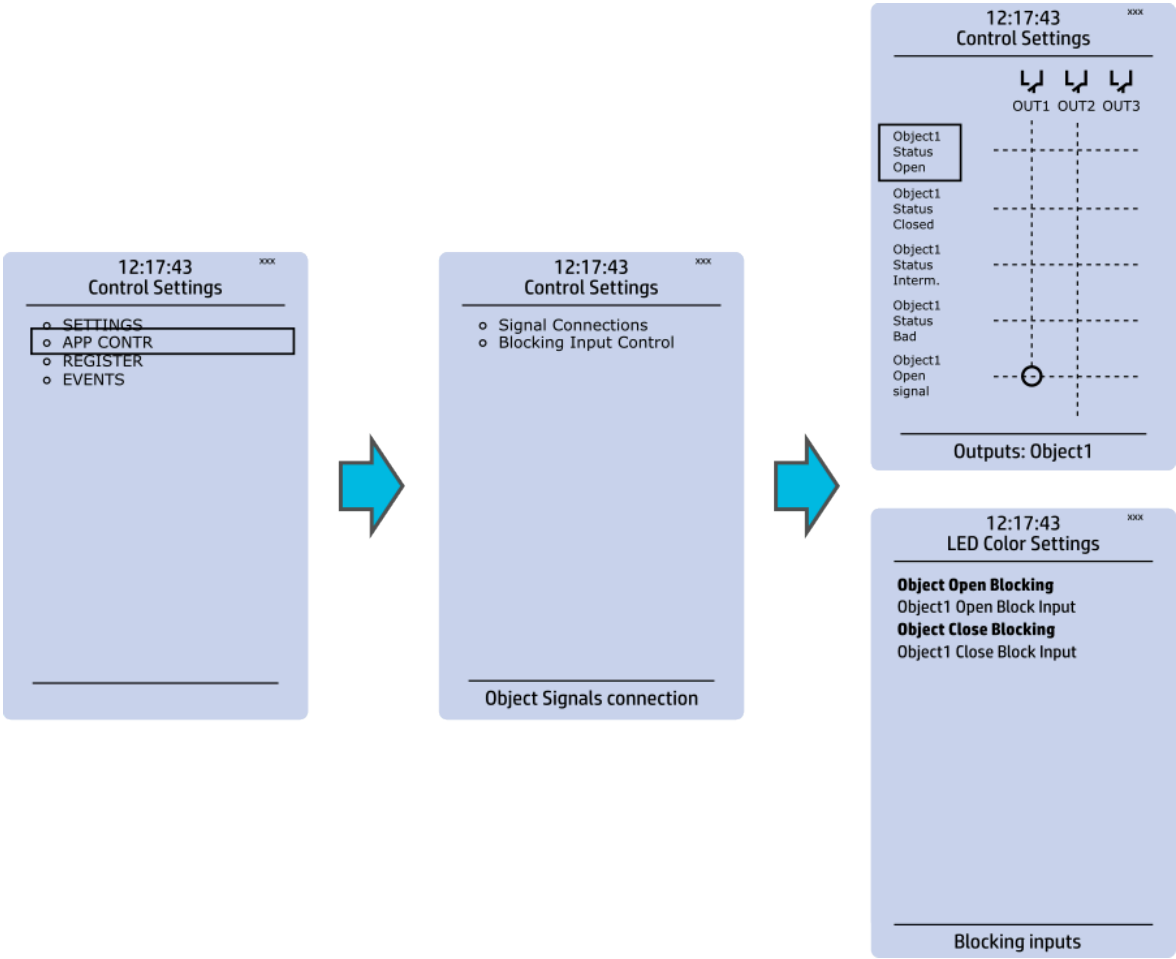 12:17:43 xxx
Control Settings
SETTINGS
APP CONTR
REGISTER
EVENTS
12:17:43 xxx
Control Settings
Signal Connections
Blocking Input Control
Object Signals connection
12:17:43 xxx
Control Settings
OUT1 OUT2 OUT3
Object1
Status
Open
Object1
Status
Closed
Object1
Status
Interm.
Object1
Status
Bad
Object1
Open
signal
Outputs: Object1
12:17:43 xxx
LED Color Settings
Object Open Blocking
Object1 Open Block Input
Object Close Blocking
Object1 Close Block Input
Blocking inputs